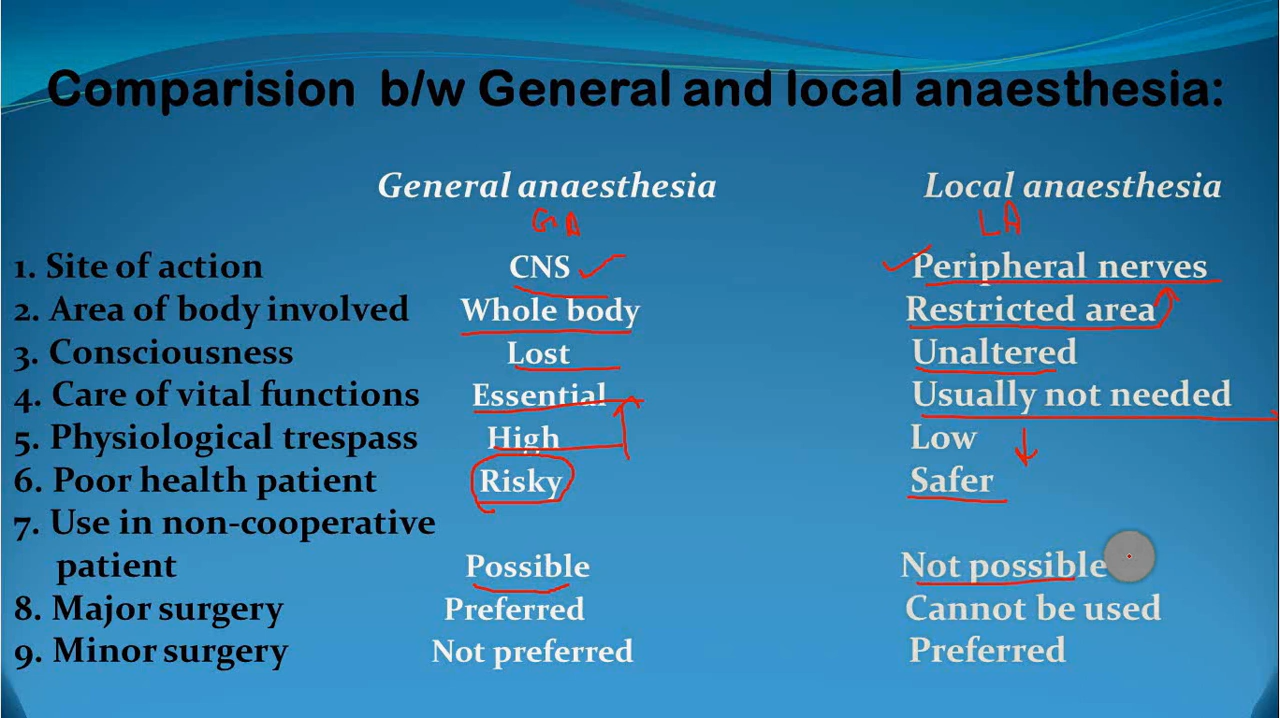 Comparision b/w General and local anaesthesia:
General anaesthesia Local anaesthesia
GA LA
1. Site of action CNS Peripheral nerves
2. Area of body involved Whole body Restricted area
3. Consciousness Lost Unaltered
4. Care of vital functions Essential Usually not needed
5. Physiological trespass High Low
6. Poor health patient Risky Safer
7. Use in non-cooperative
patient Possible Not possible
8. Major surgery Preferred Cannot be used
9. Minor surgery Not preferred Preferred